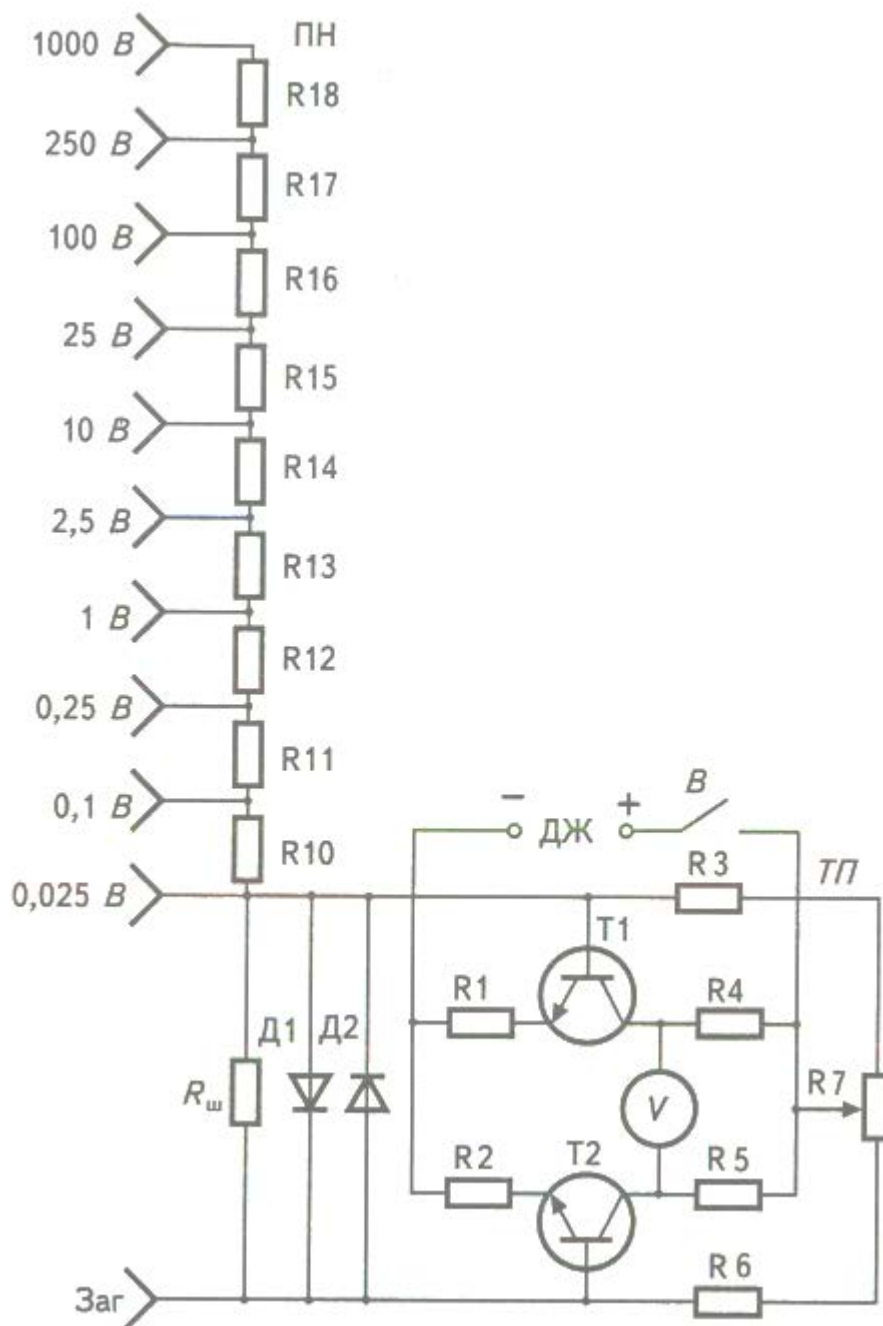 1000 В
ПН
R18
250 В
R17
100 В
R16
25 В
R15
10 В
R14
2,5 В
R13
1 В
R12
0,25 В
R11
0,1 В
R10
0,025 В
− ДЖ + В
R3
ТП
T1
R1
R4
Rш
Д1
Д2
V
R7
R2
T2
R5
R6
Заг